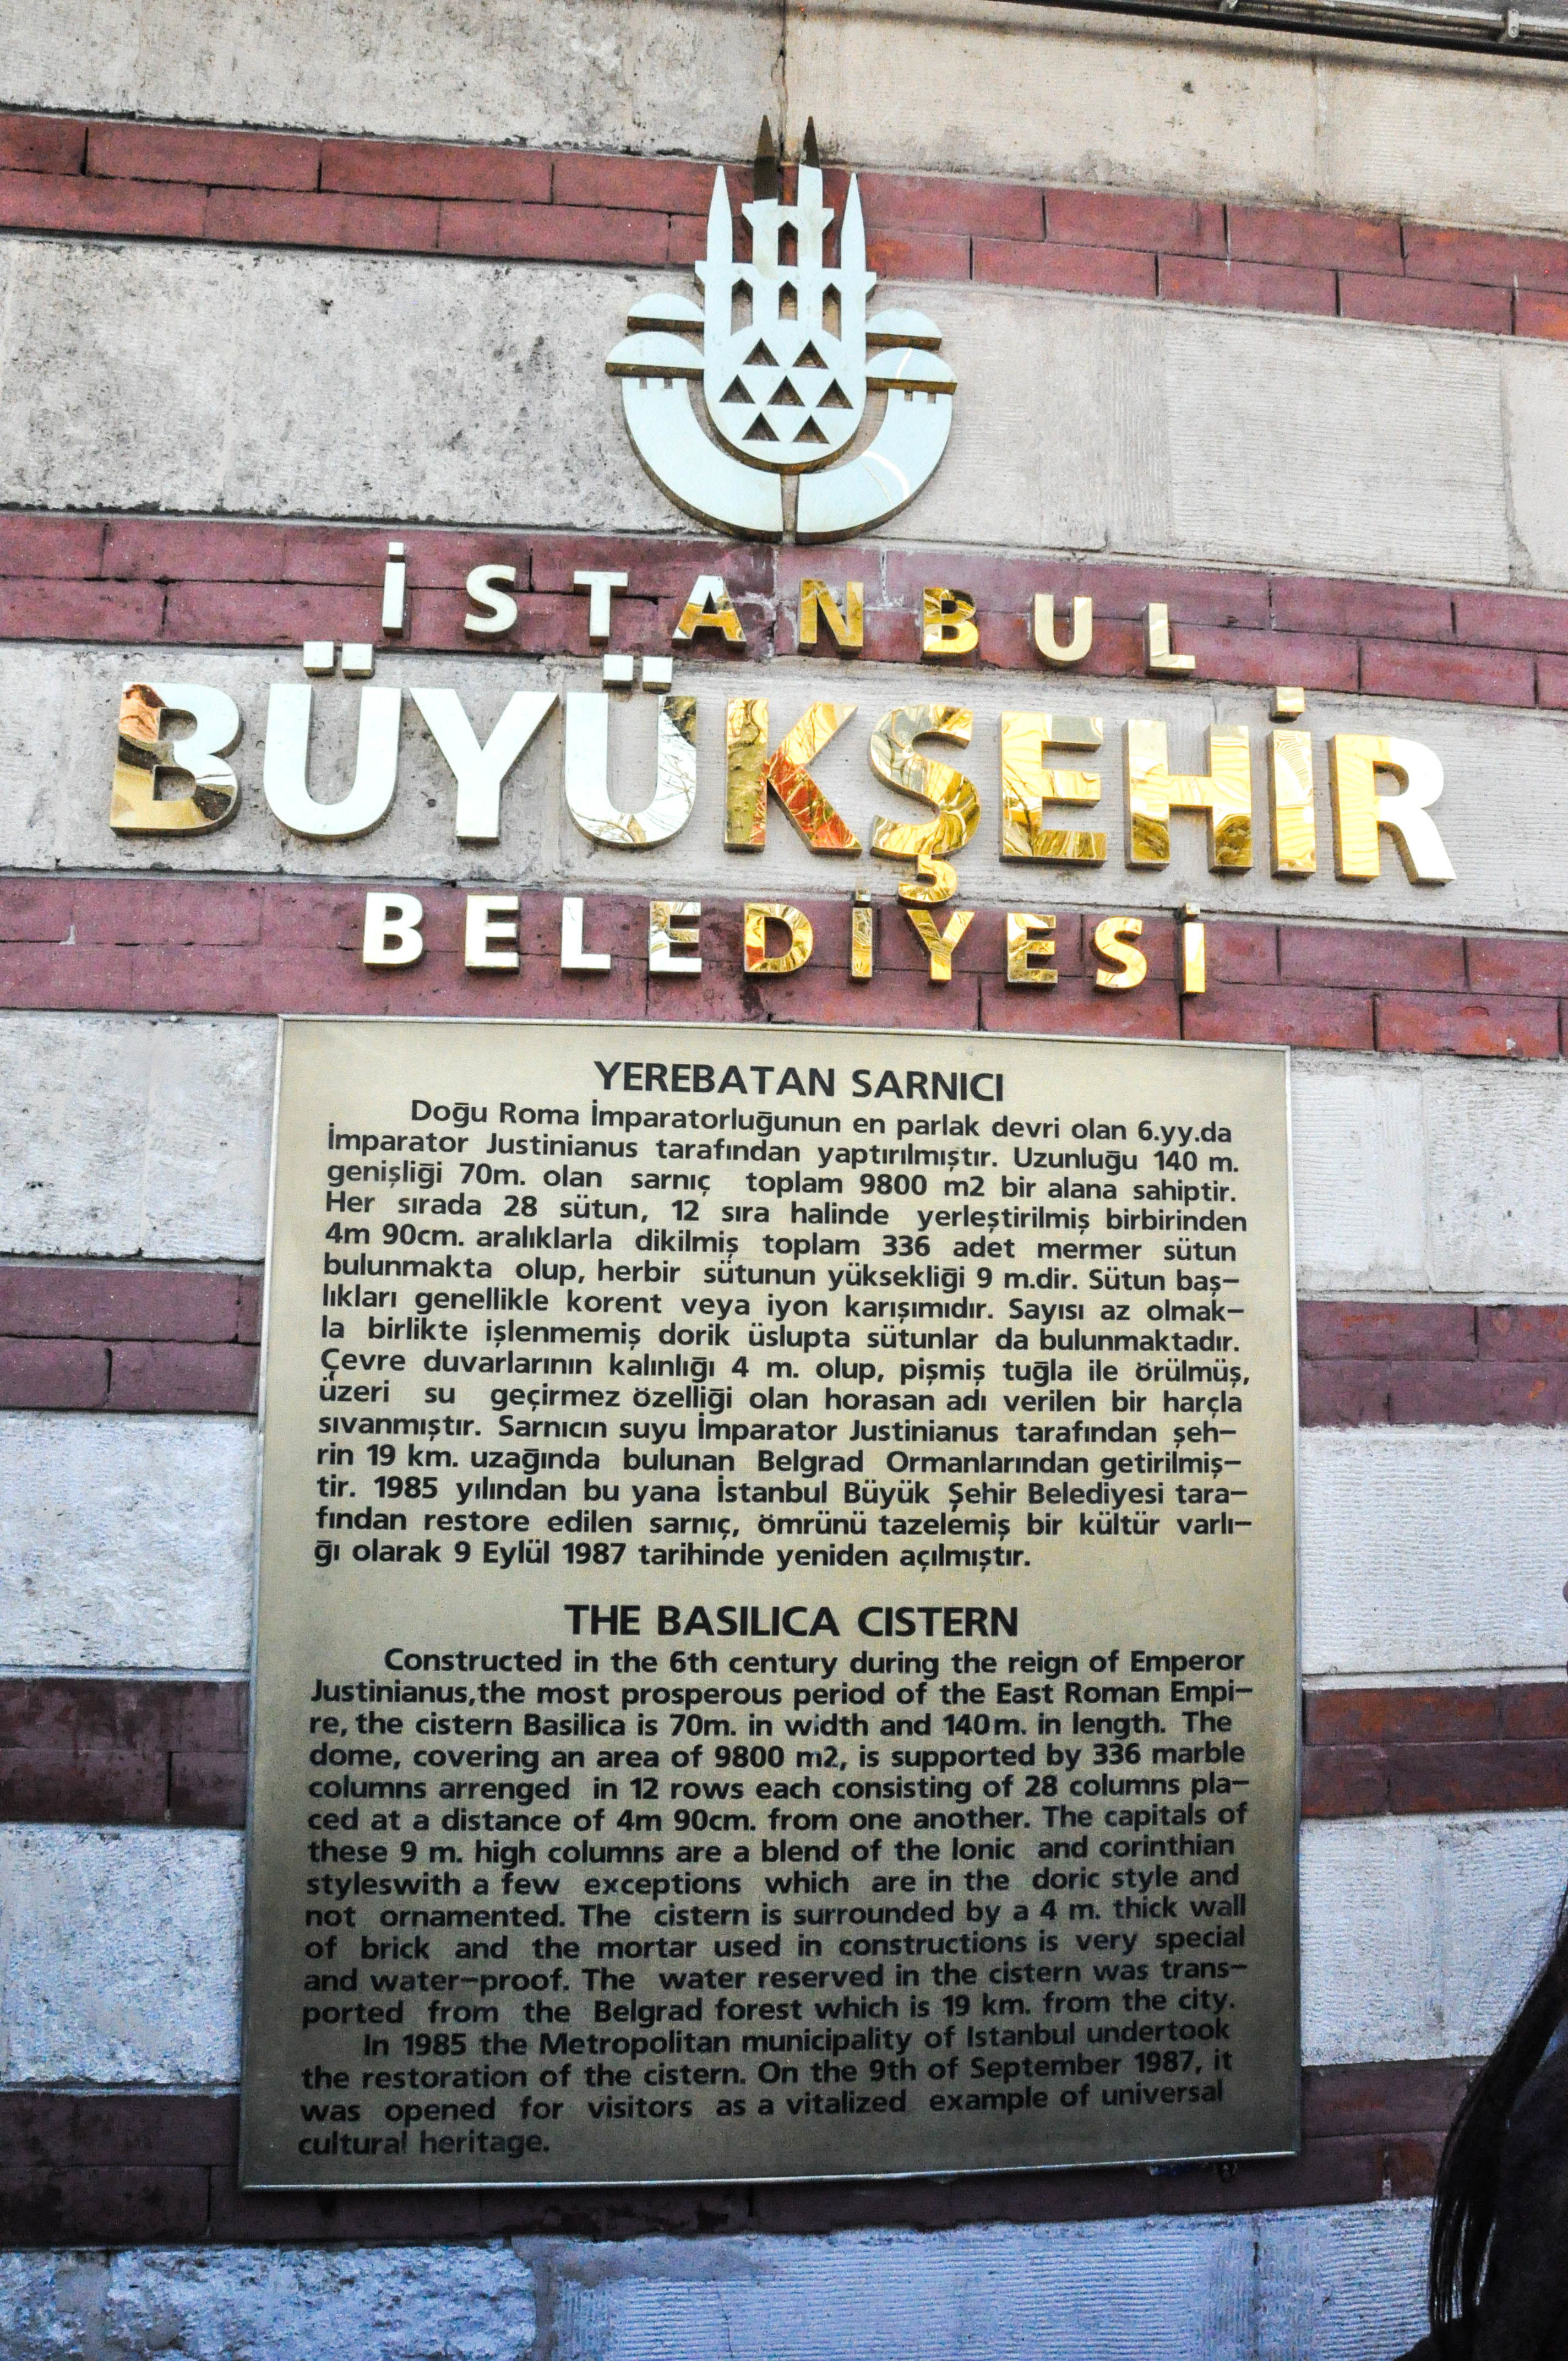 İSTANBUL
BÜYÜKŞEHİR
BELEDİYESİ
YEREBATAN SARNICI
Doğu Roma İmparatorluğunun en parlak devri olan 6.yy.da
İmparator Justinianus tarafından yaptırılmıştır. Uzunluğu 140 m.
genişliği 70m. olan sarnıç toplam 9800 m2 bir alana sahiptir.
Her sırada 28 sütun, 12 sıra halinde yerleştirilmiş birbirinden
4m 90cm. aralıklarla dikilmiş toplam 336 adet mermer sütun
bulunmakta olup, herbir sütunun yüksekliği 9 m.dir. Sütun baş-
lıkları genellikle korent veya iyon karışımıdır. Sayısı az olmak-
la birlikte işlenmemiş dorik üslupta sütunlar da bulunmaktadır.
Çevre duvarlarının kalınlığı 4 m. olup, pişmiş tuğla ile örülmüş,
üzeri su geçirmez özelliği olan horasan adı verilen bir harçla
sıvanmıştır. Sarnıcın suyu İmparator Justinianus tarafından şeh-
rin 19 km. uzağında bulunan Belgrad Ormanlarından getirilmiş-
tir. 1985 yılından bu yana İstanbul Büyük Şehir Belediyesi tara-
fından restore edilen sarnıç, ömrünü tazelemiş bir kültür varlı-
ğı olarak 9 Eylül 1987 tarihinde yeniden açılmıştır.
THE BASILICA CISTERN
Constructed in the 6th century during the reign of Emperor
Justinianus,the most prosperous period of the East Roman Empi-
re, the cistern Basilica is 70m. in width and 140m. in length. The
dome, covering an area of 9800 m2, is supported by 336 marble
columns arrenged in 12 rows each consisting of 28 columns pla-
ced at a distance of 4m 90cm. from one another. The capitals of
these 9 m. high columns are a blend of the Ionic and corinthian
styleswith a few exceptions which are in the doric style and
not ornamented. The cistern is surrounded by a 4 m. thick wall
of brick and the mortar used in constructions is very special
and water-proof. The water reserved in the cistern was trans-
ported from the Belgrad forest which is 19 km. from the city.
In 1985 the Metropolitan municipality of Istanbul undertook
the restoration of the cistern. On the 9th of September 1987, it
was opened for visitors as a vitalized example of universal
cultural heritage.